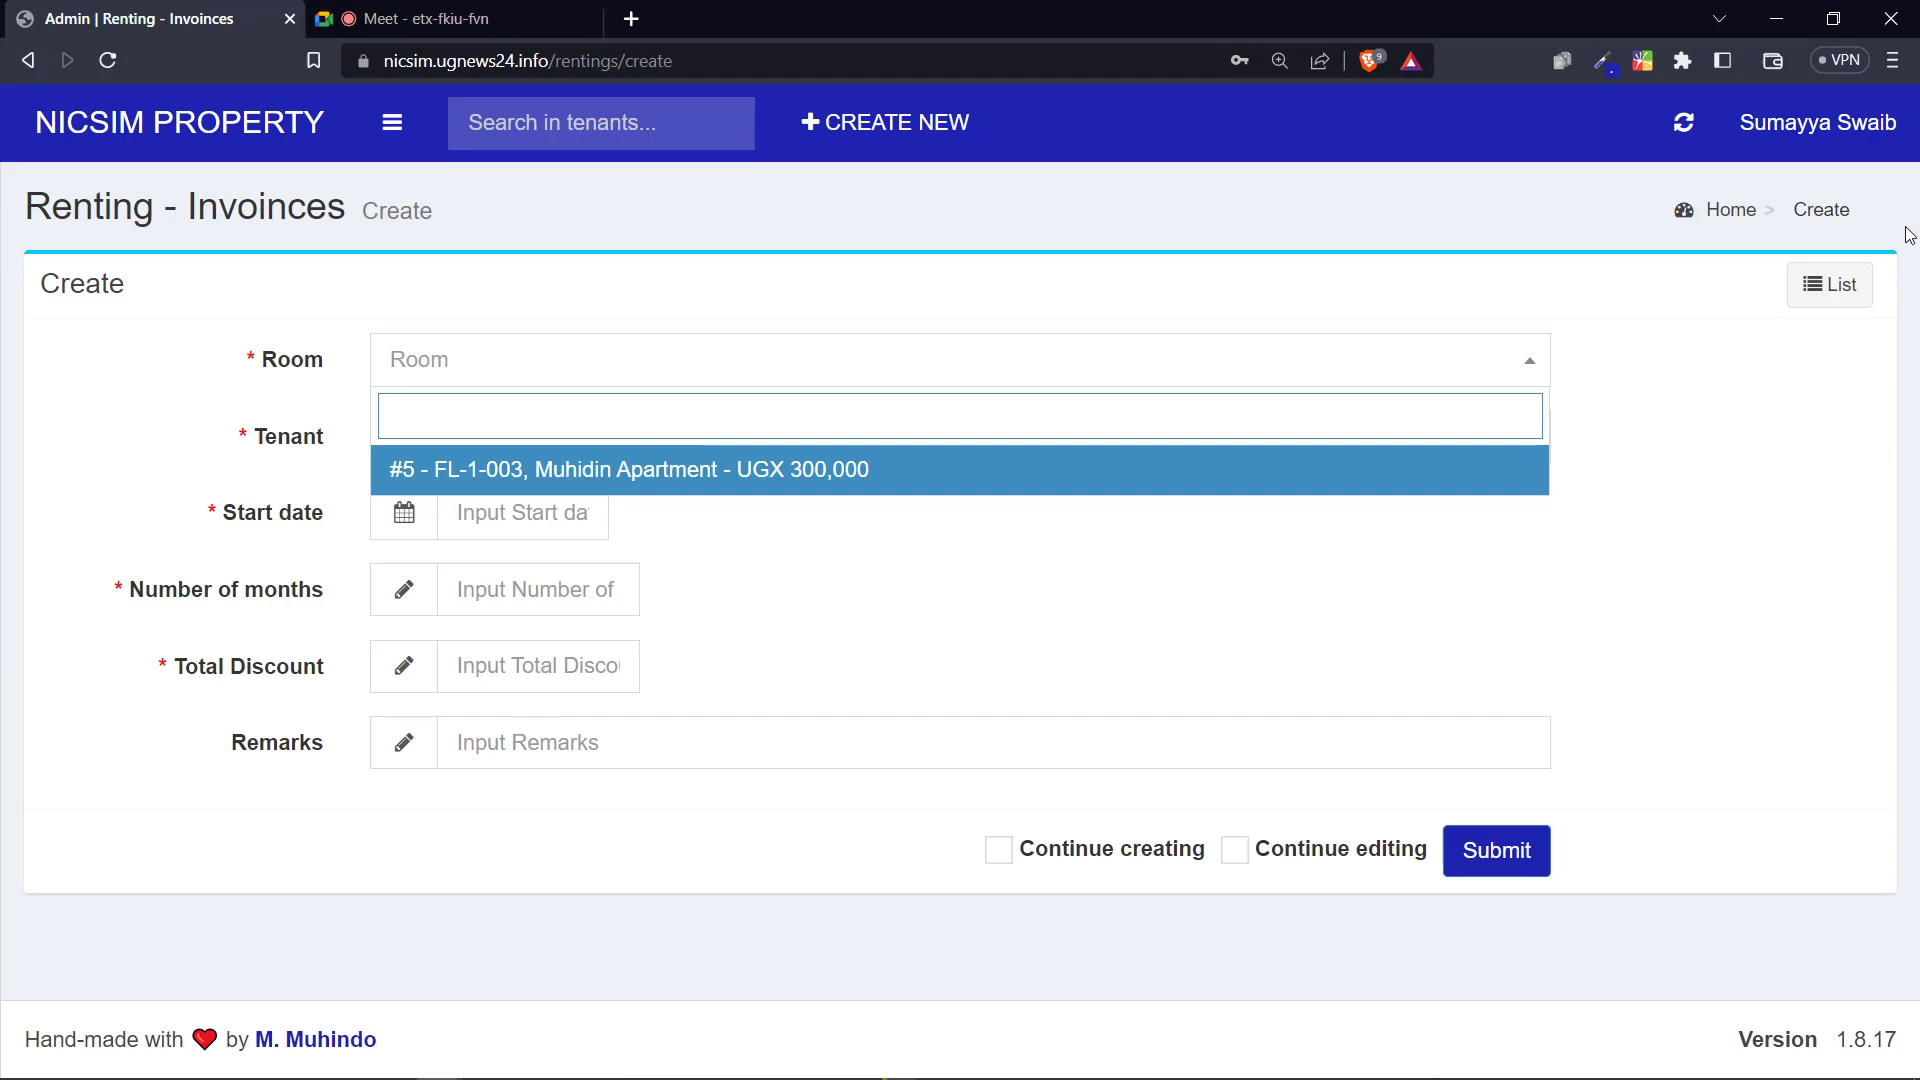 Admin | Renting - Invoinces
Meet - etx-fkiu-fvn
nicsim.ugnews24.info/rentings/create
9
VPN
NICSIM PROPERTY
Search in tenants...
CREATE NEW
Sumayya Swaib
Renting - Invoinces Create
Home > Create
Create
List
* Room
Room
* Tenant
#5 - FL-1-003, Muhidin Apartment - UGX 300,000
* Start date
Input Start da
* Number of months
Input Number of
* Total Discount
Input Total Disco
Remarks
Input Remarks
Continue creating
Continue editing
Submit
Hand-made with ❤ by M. Muhindo
Version 1.8.17